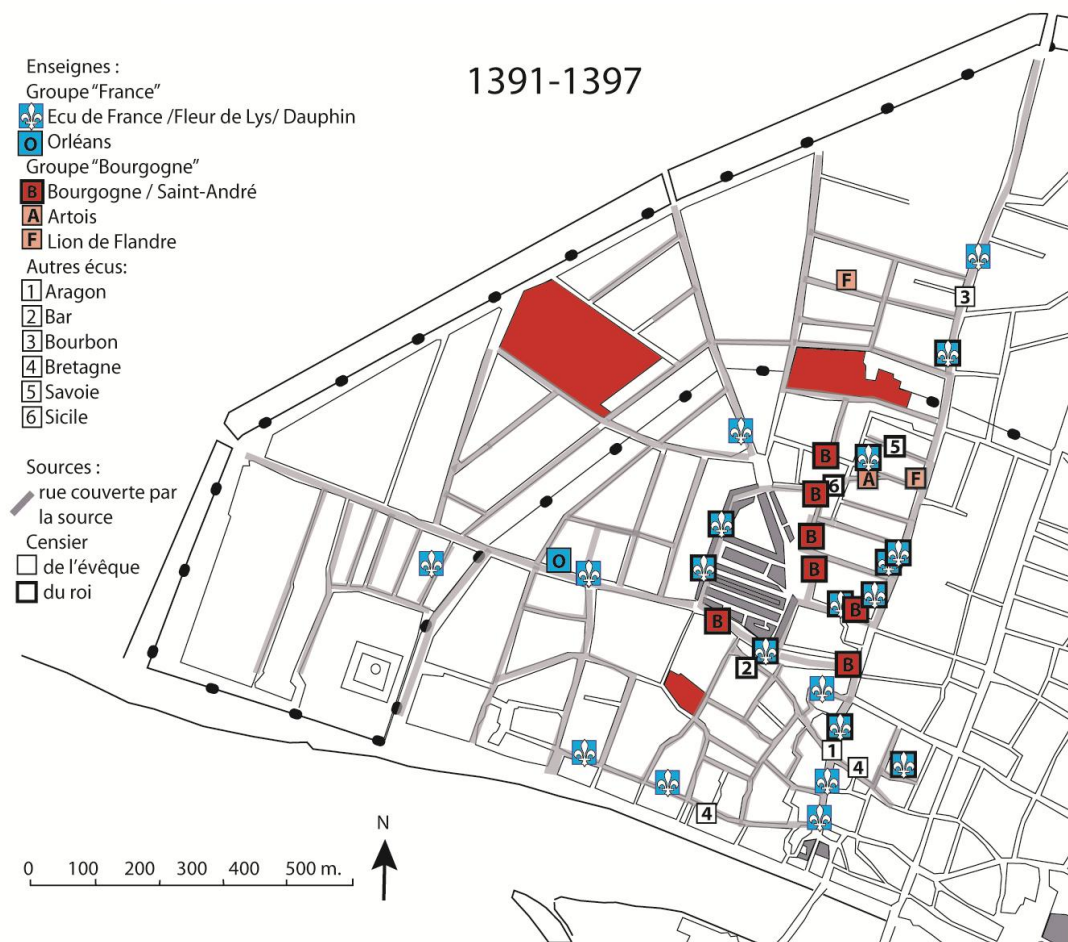 1391-1397
Enseignes :
Groupe "France"
Ecu de France /Fleur de Lys/ Dauphin
O Orléans
Groupe "Bourgogne"
B Bourgogne / Saint-André
A Artois
F Lion de Flandre
Autres écus:
1 Aragon
2 Bar
3 Bourbon
4 Bretagne
5 Savoie
6 Sicile
Sources :
rue couverte par
la source
Censier
de l'évêque
du roi
F
3
B
5
A
F
6
B
B
B
O
B
B
2
B
1
4
4
N
0 100 200 300 400 500 m.